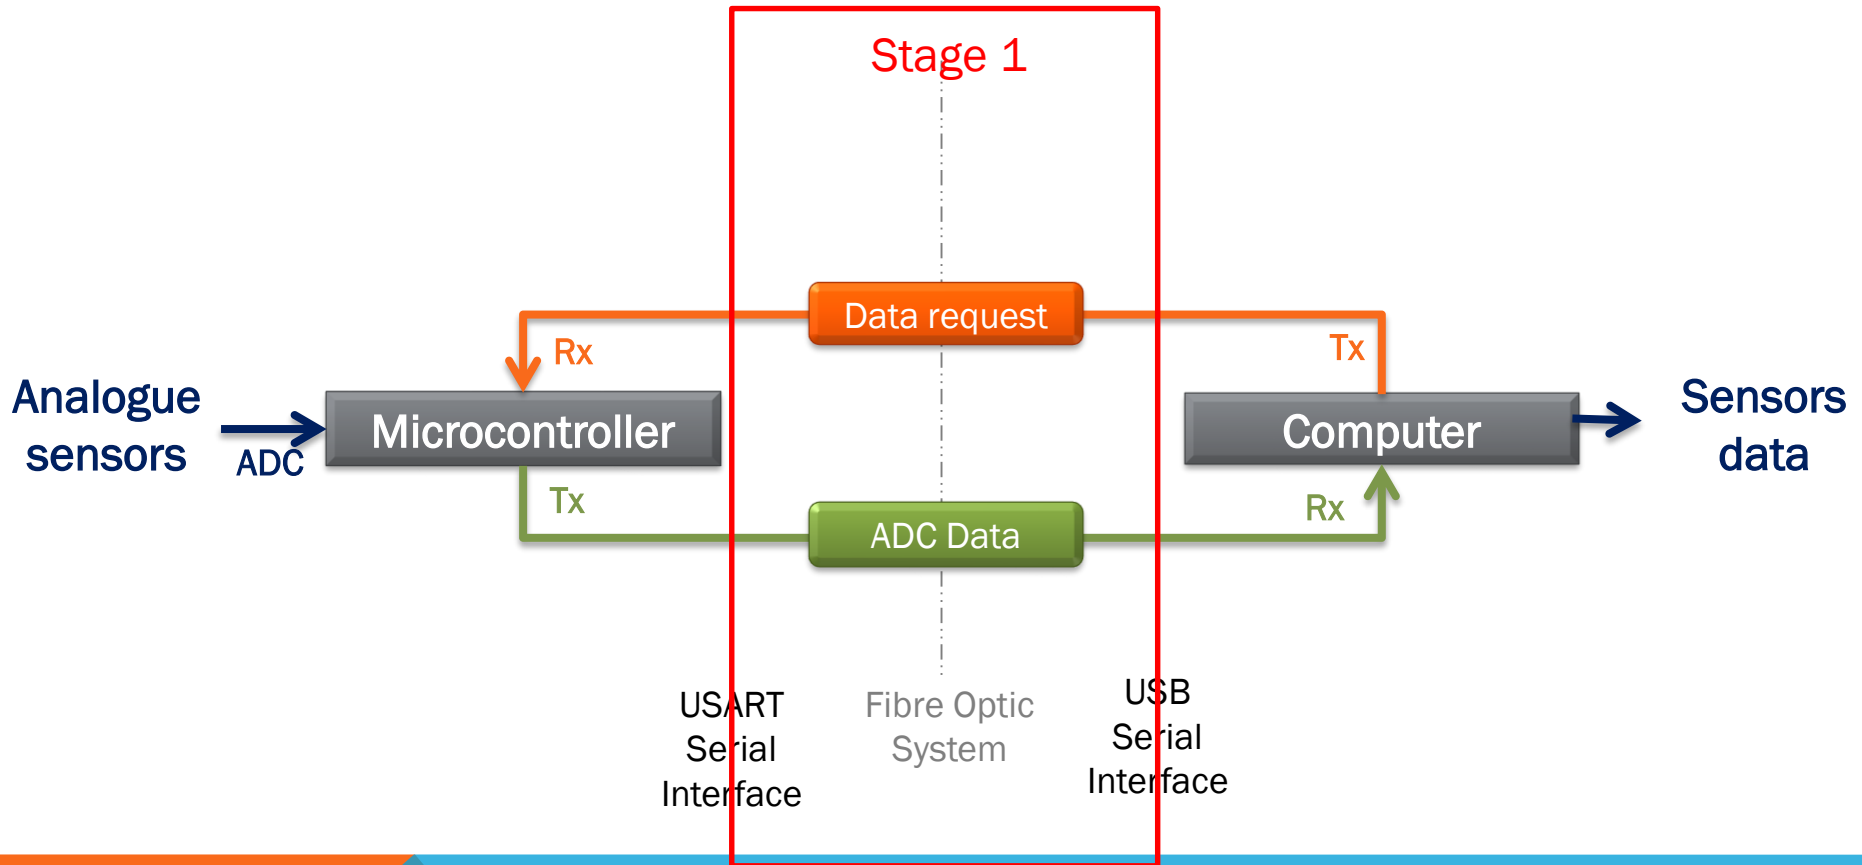 Stage 1
Data request
Rx
Tx
Analogue
sensors
ADC
Microcontroller
Computer
Sensors
data
Tx
Rx
ADC Data
USART
Serial
Interface
Fibre Optic
System
USB
Serial
Interface